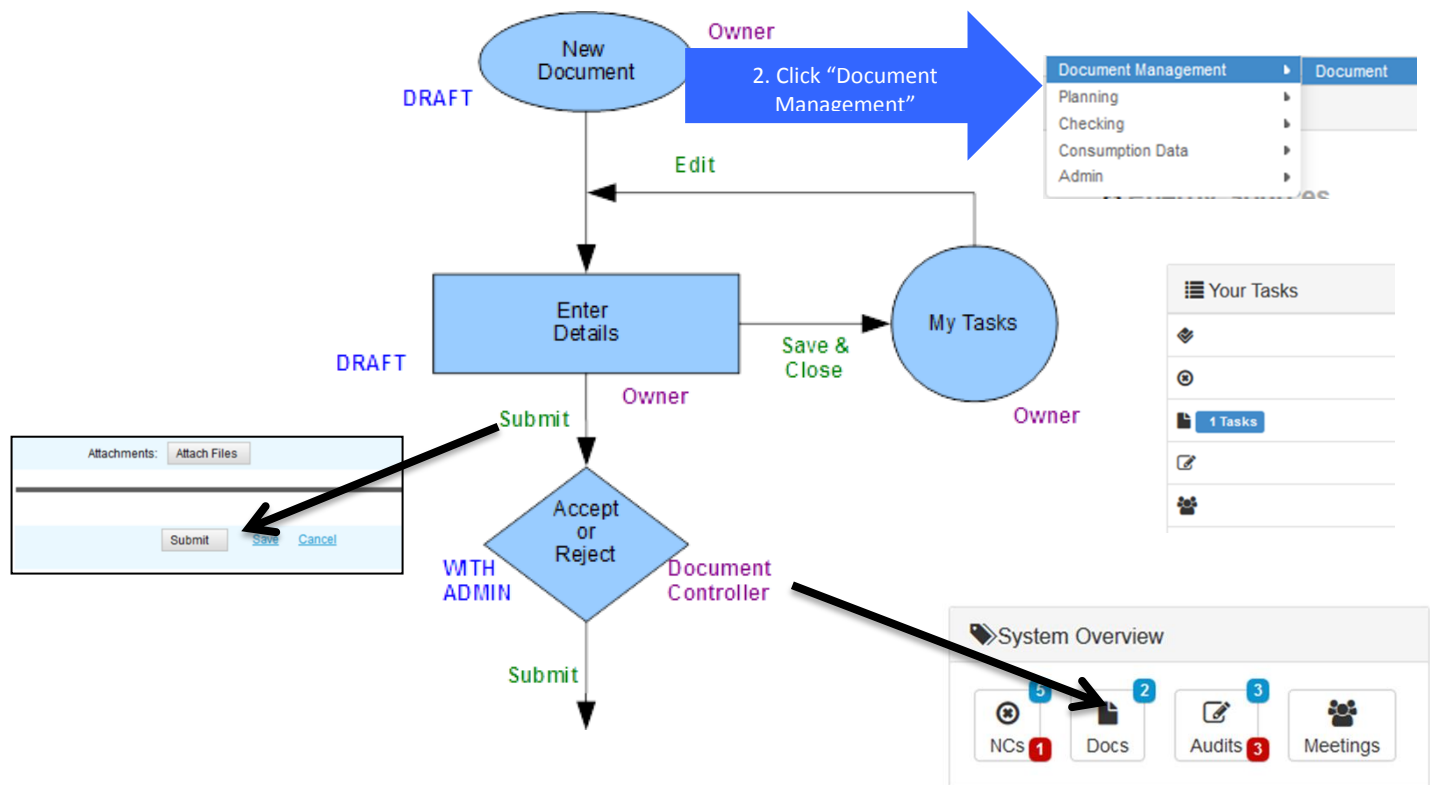 Owner
New
Document
DRAFT
2. Click “Document
Management”
Document Management
Document
Planning
Checking
Consumption Data
Admin
Edit
Enter
Details
DRAFT
Owner
Save &
Close
My Tasks
Owner
Your Tasks
1 Tasks
Submit
Attachments:
Attach Files
Submit
Save
Cancel
Accept
or
Reject
WITH
ADMIN
Document
Controller
Submit
System Overview
5
2
3
NCs
1
Docs
Audits
3
Meetings